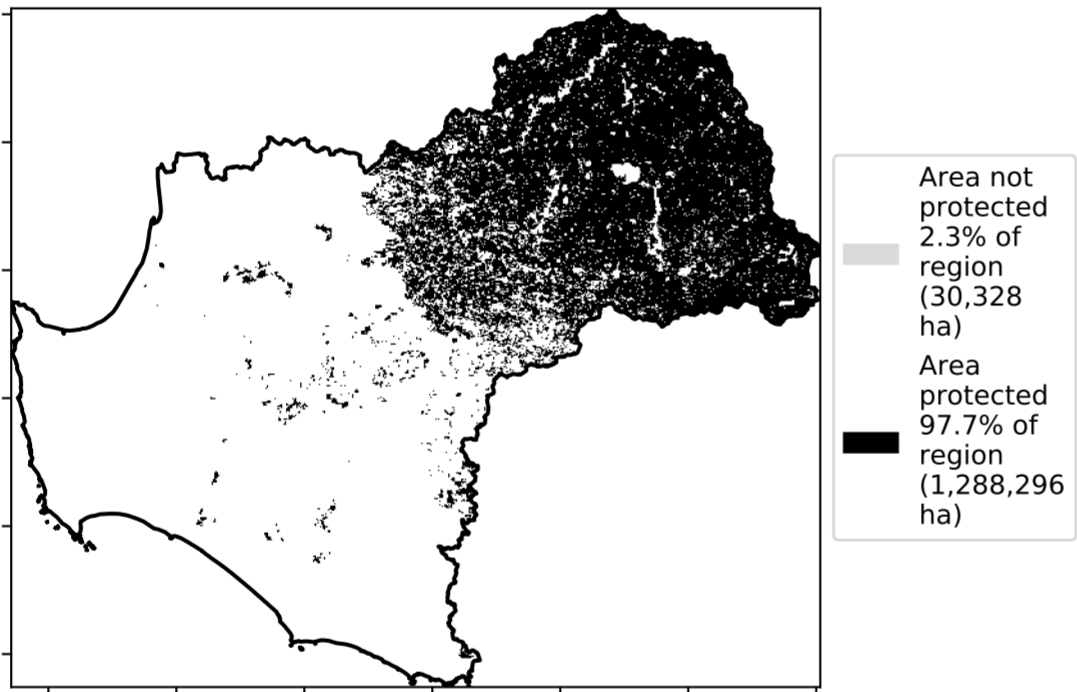 Area not
protected
2.3% of
region
(30,328
ha)
Area
protected
97.7% of
region
(1,288,296
ha)